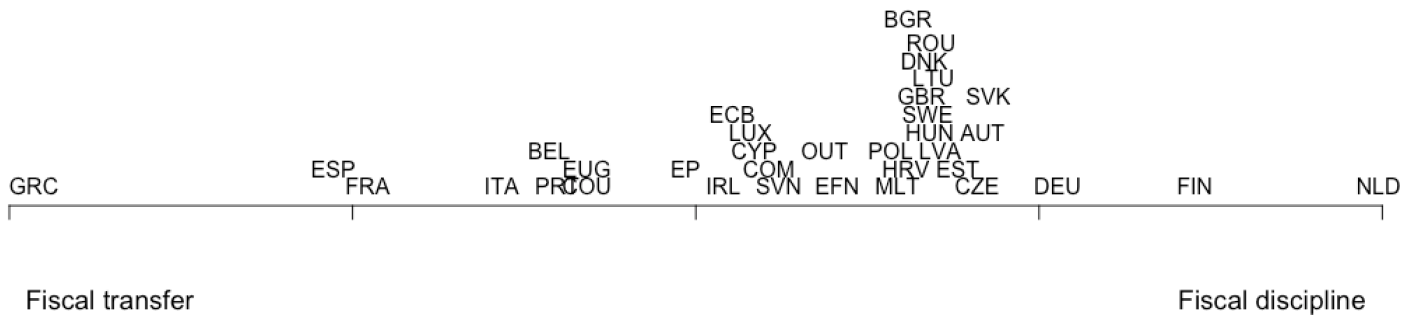 BGR
ROU
DNK
LTU
GBR SVK
ECB SWE
LUX HUN AUT
BEL CYP OUT POL LVA
ESP EUG EP COM HRV EST
GRC FRA ITA PRT COU IRL SVN EFN MLT CZE DEU FIN NLD
Fiscal transfer Fiscal discipline